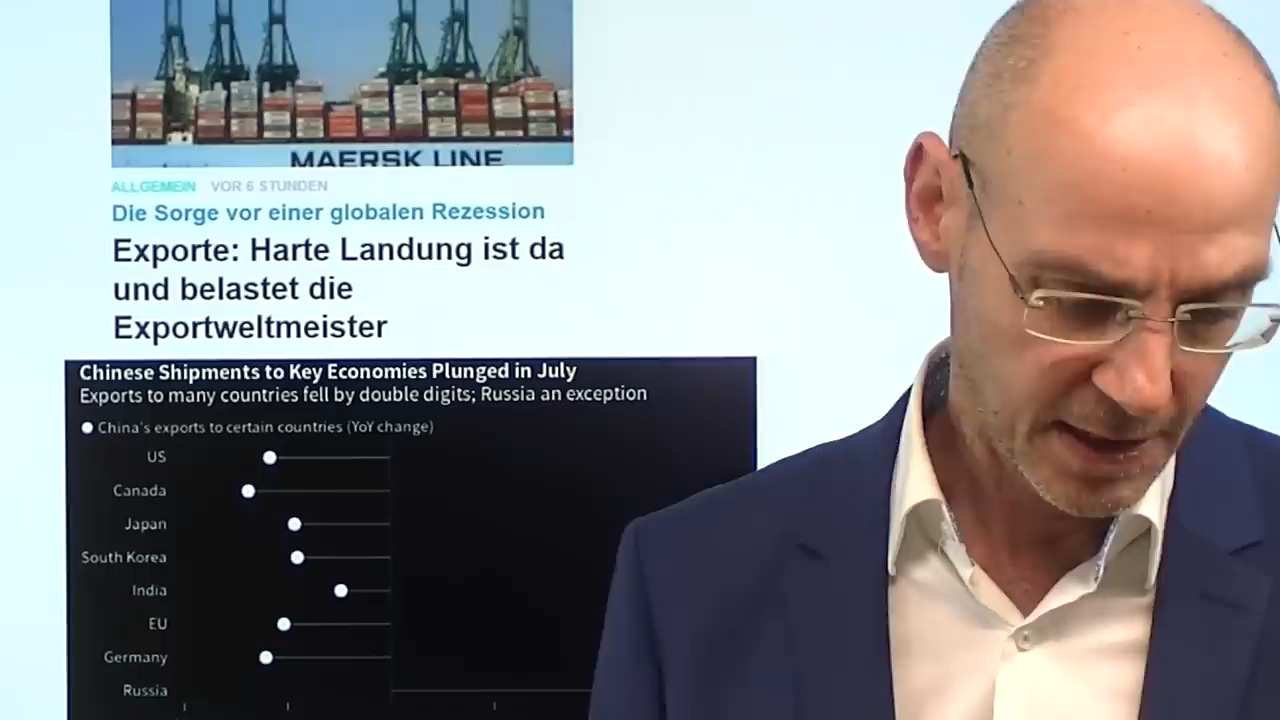 MAERSK LINE
ALLGEMEIN VOR 6 STUNDEN
Die Sorge vor einer globalen Rezession
Exporte: Harte Landung ist da
und belastet die
Exportweltmeister
Chinese Shipments to Key Economies Plunged in July
Exports to many countries fell by double digits; Russia an exception
China's exports to certain countries (YoY change)
US
Canada
Japan
South Korea
India
EU
Germany
Russia